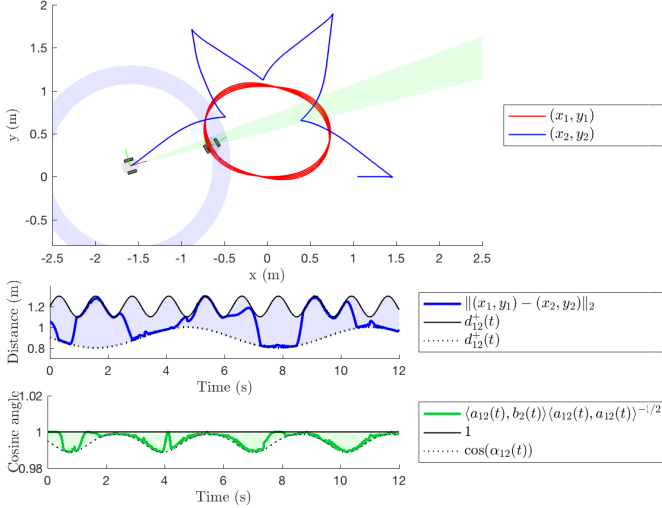 2
1.5
1
0.5
0
-0.5
y (m)
-2.5 -2 -1.5 -1 -0.5 0 0.5 1 1.5 2 2.5
x (m)
(x₁, y₁)
(x₂, y₂)
1.2
1
0.8
Distance (m)
0 2 4 6 8 10 12
Time (s)
‖(x₁, y₁) − (x₂, y₂)‖₂
d⁺₁₂(t)
d⁺₁₂(t)
1.02
1
0.98
Cosine angle
0 2 4 6 8 10 12
Time (s)
⟨a₁₂(t), b₂(t)⟩⟨a₁₂(t), a₁₂(t)⟩^{−1/2}
1
cos(α₁₂(t))